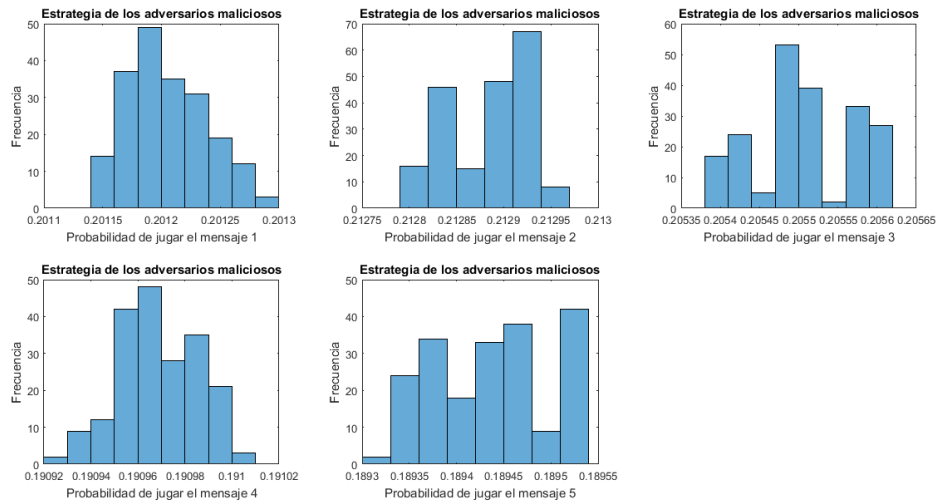 Estrategia de los adversarios maliciosos
50
40
30
20
10
0
Frecuencia
0.2011 0.20115 0.2012 0.20125 0.2013
Probabilidad de jugar el mensaje 1
Estrategia de los adversarios maliciosos
70
60
50
40
30
20
10
0
Frecuencia
0.21275 0.2128 0.21285 0.2129 0.21295 0.213
Probabilidad de jugar el mensaje 2
Estrategia de los adversarios maliciosos
60
50
40
30
20
10
0
Frecuencia
0.20535 0.2054 0.20545 0.2055 0.20555 0.2056 0.20565
Probabilidad de jugar el mensaje 3
Estrategia de los adversarios maliciosos
50
40
30
20
10
0
Frecuencia
0.19092 0.19094 0.19096 0.19098 0.191 0.19102
Probabilidad de jugar el mensaje 4
Estrategia de los adversarios maliciosos
50
40
30
20
10
0
Frecuencia
0.1893 0.18935 0.1894 0.18945 0.1895 0.18955
Probabilidad de jugar el mensaje 5